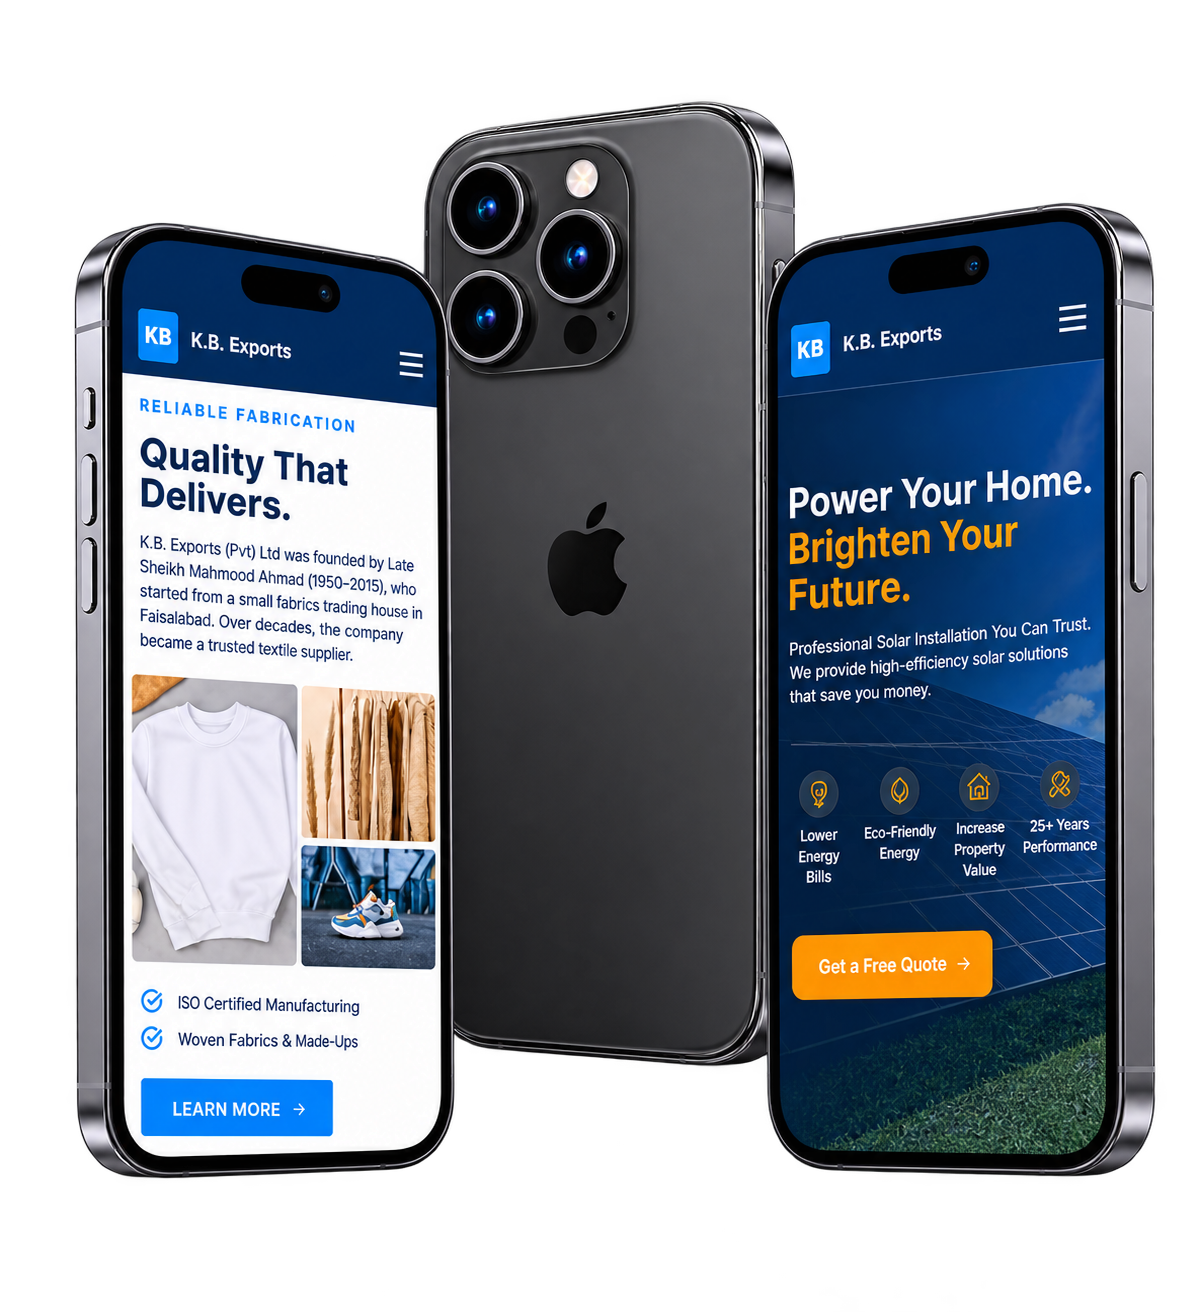 KB K.B. Exports
RELIABLE FABRICATION
Quality That
Delivers.
K.B. Exports (Pvt) Ltd was founded by Late
Sheikh Mahmood Ahmad (1950–2015), who
started from a small fabrics trading house in
Faisalabad. Over decades, the company
became a trusted textile supplier.
ISO Certified Manufacturing
Woven Fabrics & Made-Ups
LEARN MORE →
KB K.B. Exports
Power Your Home.
Brighten Your
Future.
Professional Solar Installation You Can Trust.
We provide high-efficiency solar solutions
that save you money.
Lower
Energy
Bills
Eco-Friendly
Energy
Increase
Property
Value
25+ Years
Performance
Get a Free Quote →